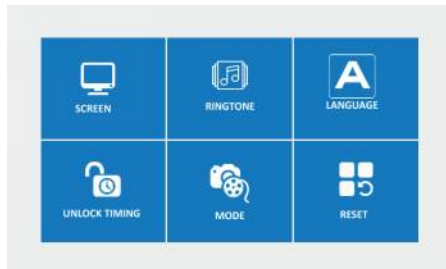 SCREEN
RINGTONE
A
LANGUAGE
UNLOCK TIMING
MODE
RESET